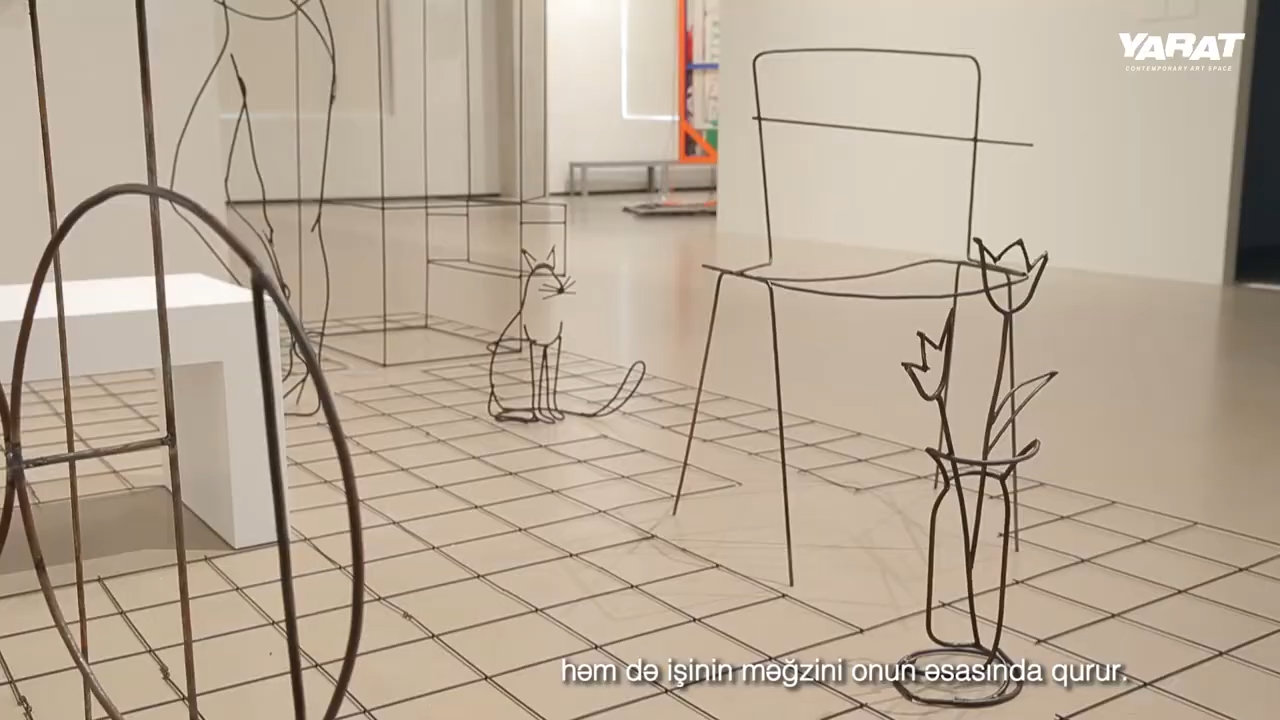 YARAT
CONTEMPORARY ART SPACE
həm də işinin məğzini onun əsasında qurur.